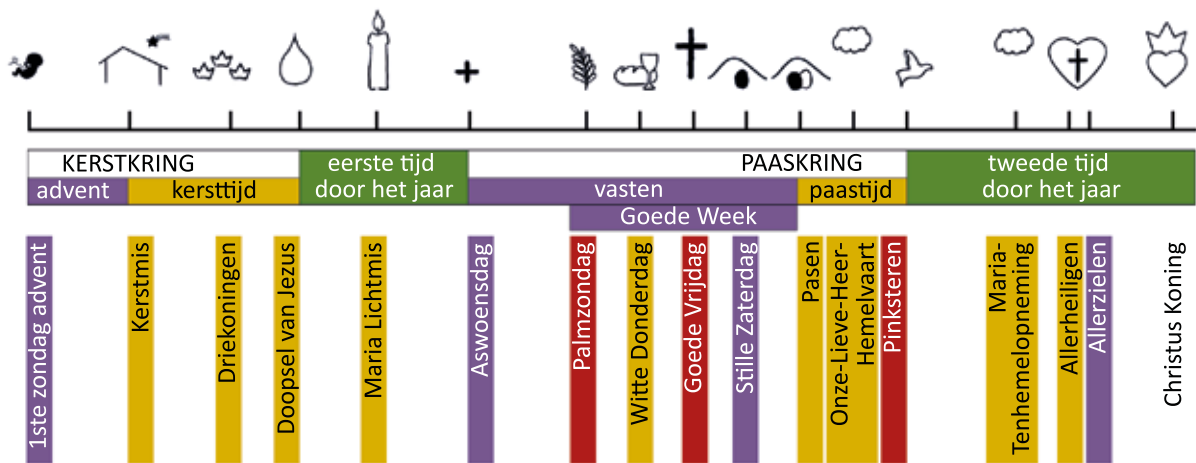 KERSTKRING
eerste tijd
door het jaar
PAASKRING
tweede tijd
door het jaar
advent
kersttijd
vasten
paastijd
Goede Week
1ste zondag advent
Kerstmis
Driekoningen
Doopsel van Jezus
Maria Lichtmis
Aswoensdag
Palmzondag
Witte Donderdag
Goede Vrijdag
Stille Zaterdag
Pasen
Onze-Lieve-Heer-
Hemelvaart
Pinksteren
Maria-
Tenhemelopneming
Allerheiligen
Allerzielen
Christus Koning